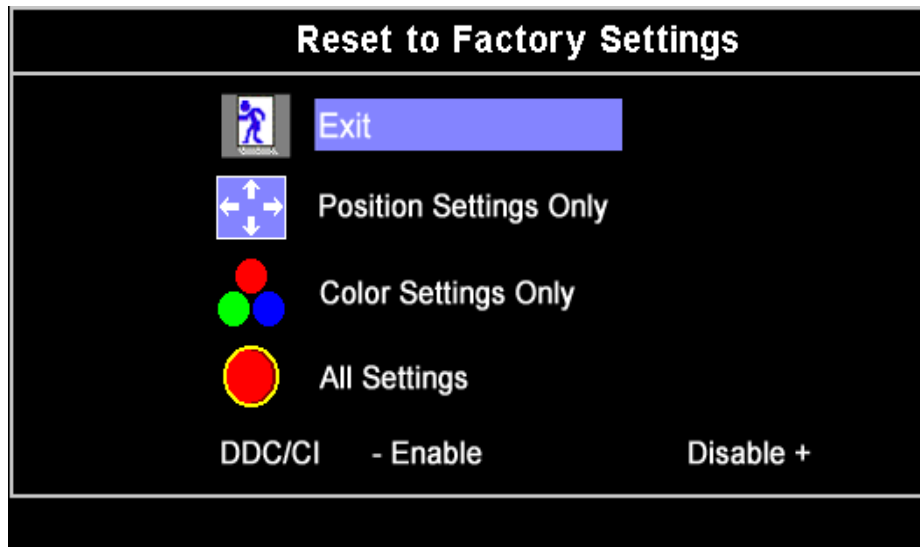 Reset to Factory Settings
Exit
Position Settings Only
Color Settings Only
All Settings
DDC/CI - Enable Disable +